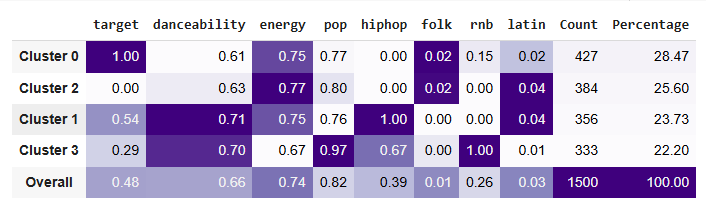 target danceability energy pop hiphop folk rnb latin Count Percentage
Cluster 0 1.00 0.61 0.75 0.77 0.00 0.02 0.15 0.02 427 28.47
Cluster 2 0.00 0.63 0.77 0.80 0.00 0.02 0.00 0.04 384 25.60
Cluster 1 0.54 0.71 0.75 0.76 1.00 0.00 0.00 0.04 356 23.73
Cluster 3 0.29 0.70 0.67 0.97 0.67 0.00 1.00 0.01 333 22.20
Overall 0.48 0.66 0.74 0.82 0.39 0.01 0.26 0.03 1500 100.00